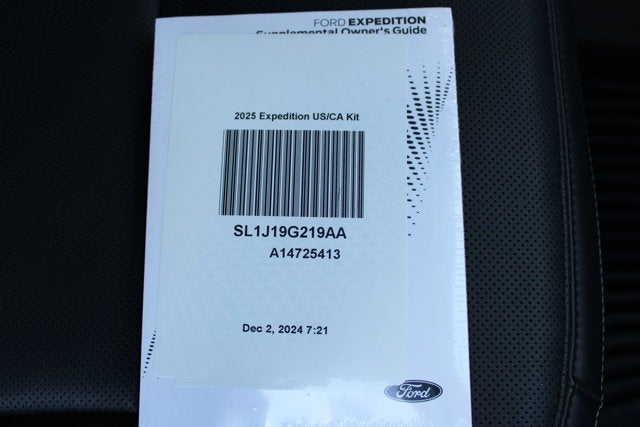 FORD EXPEDITION
Supplemental Owner's Guide
2025 Expedition US/CA Kit
SL1J19G219AA
A14725413
Dec 2, 2024 7:21
Ford